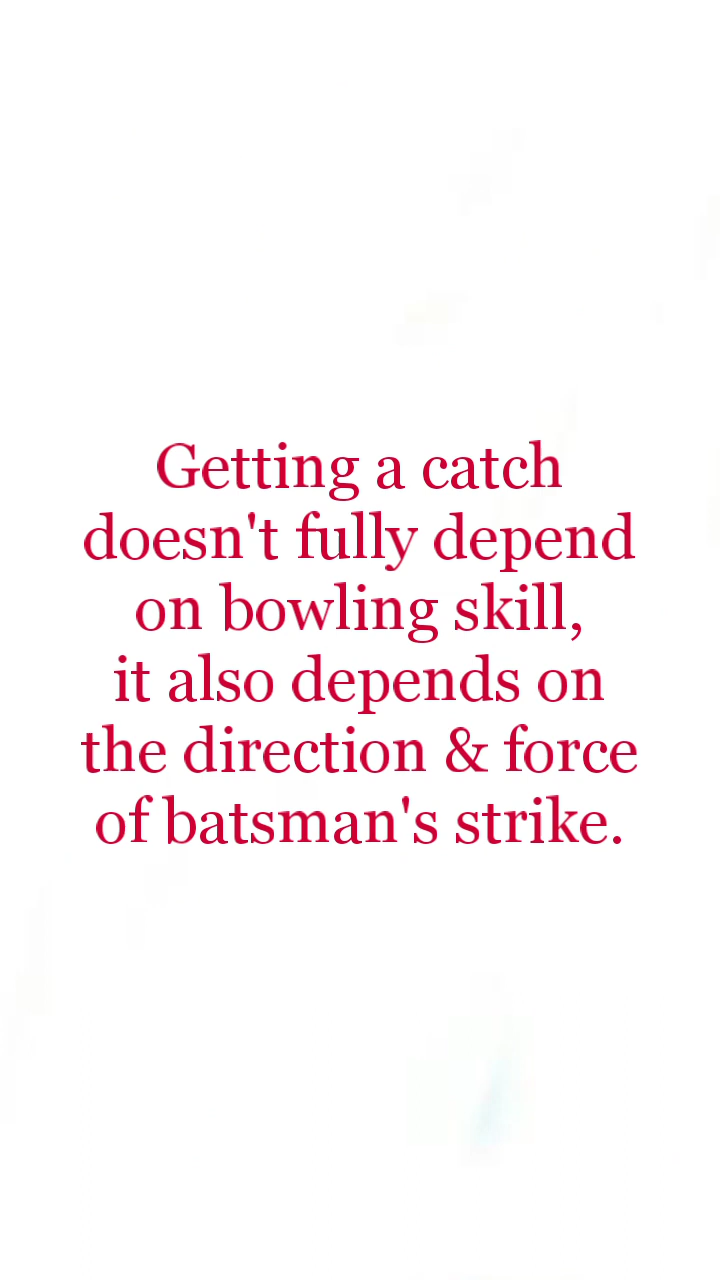 Getting a catch
doesn't fully depend
on bowling skill,
it also depends on
the direction & force
of batsman's strike.